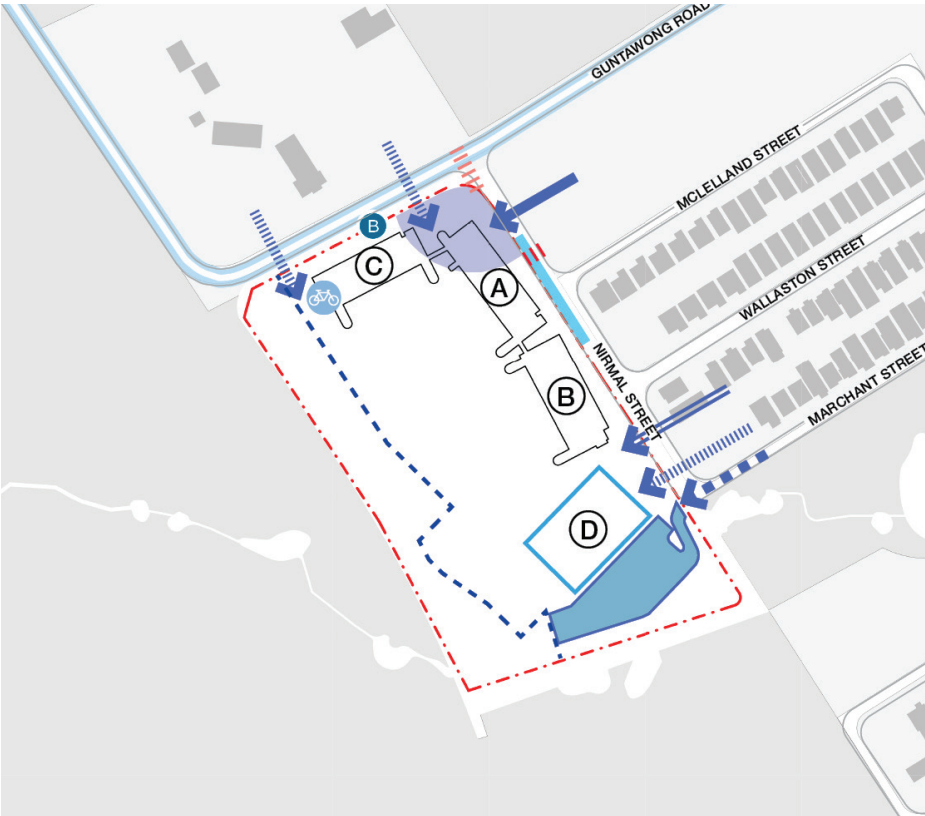 GUNTAWONG ROAD
MCLELLAND STREET
WALLASTON STREET
MARCHANT STREET
NIRMAL STREET
B
C
A
B
D